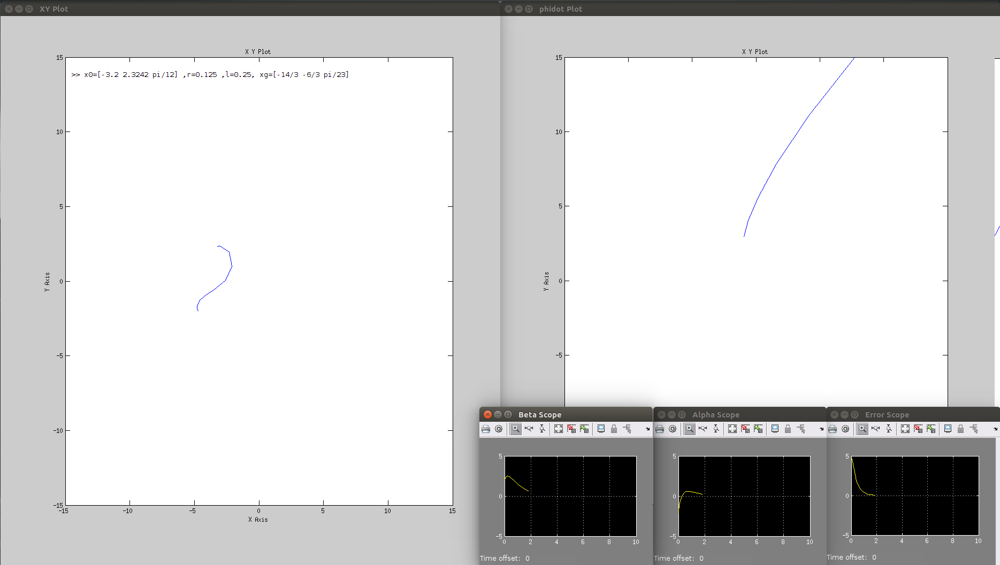 XY Plot
X Y Plot
>> x0=[-3.2 2.3242 pi/12] ,r=0.125 ,l=0.25, xg=[-14/3 -6/3 pi/23]
15
10
5
0
-5
-10
-15
Y Axis
-15 -10 -5 0 5 10 15
X Axis
phidot Plot
X Y Plot
15
10
5
0
-5
Y Axis
Beta Scope
5
0
-5
0 2 4 6 8 10
Time offset: 0
Alpha Scope
5
0
-5
0 2 4 6 8 10
Time offset: 0
Error Scope
5
0
-5
0 2 4 6 8 10
Time offset: 0